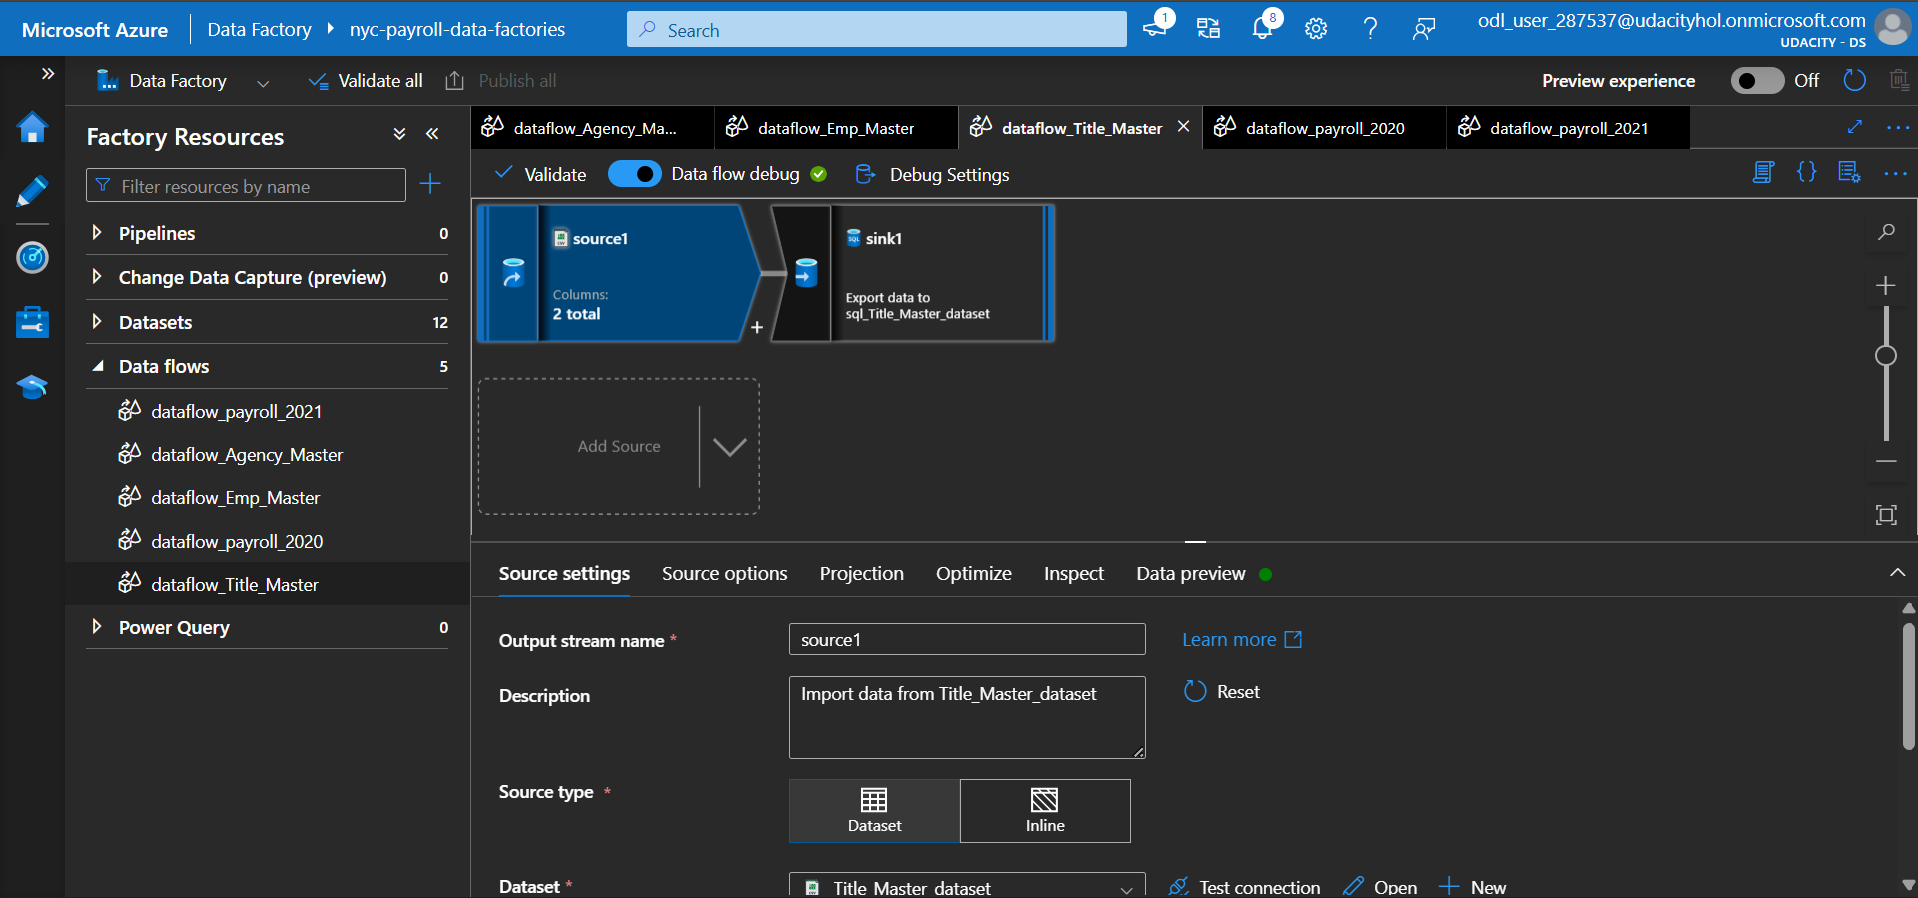 Microsoft Azure
Data Factory
nyc-payroll-data-factories
Search
1
8
odl_user_287537@udacityhol.onmicrosoft.com
UDACITY - DS
Data Factory
Validate all
Publish all
Preview experience
Off
Factory Resources
Filter resources by name
Pipelines
0
Change Data Capture (preview)
0
Datasets
12
Data flows
5
dataflow_payroll_2021
dataflow_Agency_Master
dataflow_Emp_Master
dataflow_payroll_2020
dataflow_Title_Master
Power Query
0
dataflow_Agency_Ma...
dataflow_Emp_Master
dataflow_Title_Master
dataflow_payroll_2020
dataflow_payroll_2021
Validate
Data flow debug
Debug Settings
source1
Columns:
2 total
sink1
SQL
Export data to
sql_Title_Master_dataset
Add Source
Source settings
Source options
Projection
Optimize
Inspect
Data preview
Output stream name *
source1
Learn more
Description
Import data from Title_Master_dataset
Reset
Source type *
Dataset
Inline
Dataset *
Title_Master_dataset
Test connection
Open
New